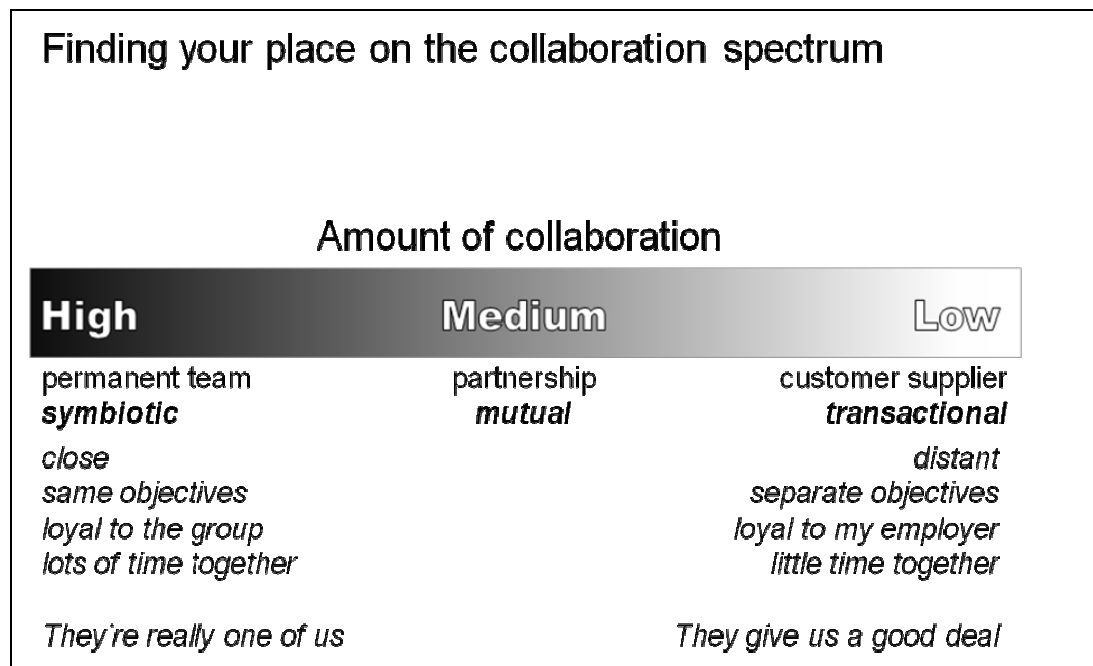 Finding your place on the collaboration spectrum
Amount of collaboration
High Medium Low
permanent team partnership customer supplier
symbiotic mutual transactional
close distant
same objectives separate objectives
loyal to the group loyal to my employer
lots of time together little time together
They're really one of us They give us a good deal